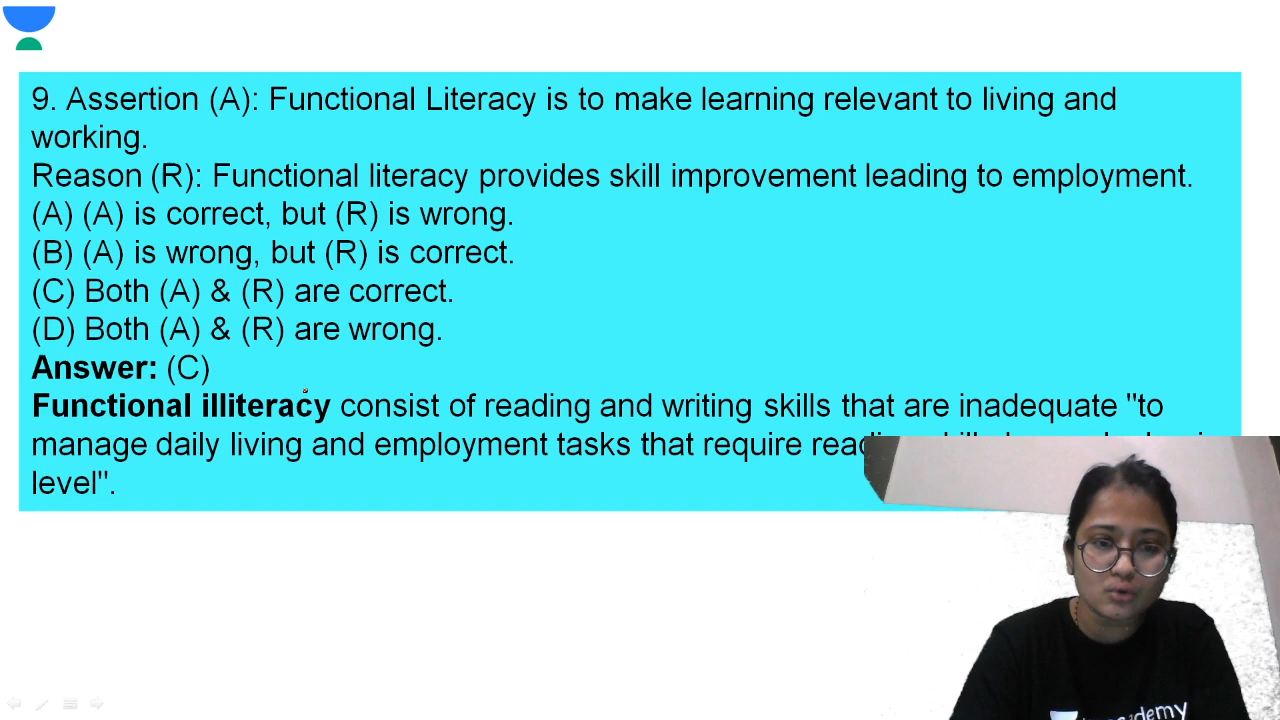 9. Assertion (A): Functional Literacy is to make learning relevant to living and
working.
Reason (R): Functional literacy provides skill improvement leading to employment.
(A) (A) is correct, but (R) is wrong.
(B) (A) is wrong, but (R) is correct.
(C) Both (A) & (R) are correct.
(D) Both (A) & (R) are wrong.
Answer: (C)
Functional illiteracy consist of reading and writing skills that are inadequate "to
manage daily living and employment tasks that require
level".